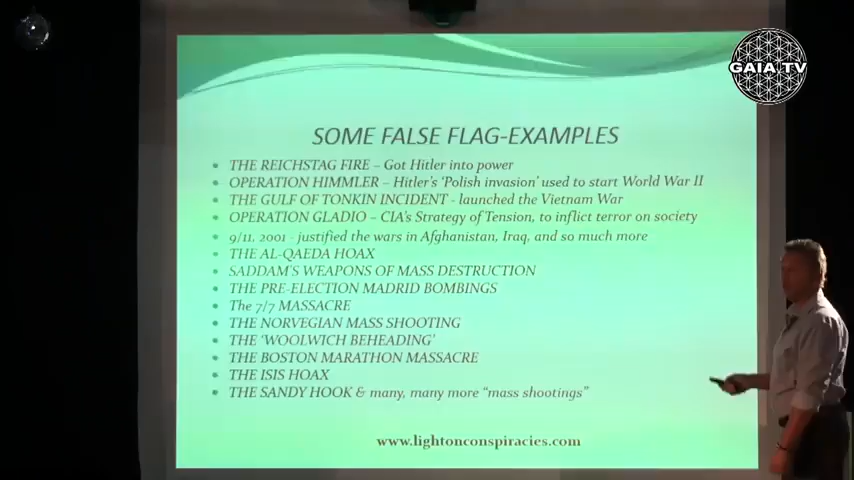 GAIA TV
SOME FALSE FLAG-EXAMPLES
• THE REICHSTAG FIRE – Got Hitler into power
• OPERATION HIMMLER – Hitler's 'Polish invasion' used to start World War II
• THE GULF OF TONKIN INCIDENT - launched the Vietnam War
• OPERATION GLADIO – CIA's Strategy of Tension, to inflict terror on society
• 9/11, 2001 - justified the wars in Afghanistan, Iraq, and so much more
• THE AL-QAEDA HOAX
• SADDAM'S WEAPONS OF MASS DESTRUCTION
• THE PRE-ELECTION MADRID BOMBINGS
• The 7/7 MASSACRE
• THE NORVEGIAN MASS SHOOTING
• THE 'WOOLWICH BEHEADING'
• THE BOSTON MARATHON MASSACRE
• THE ISIS HOAX
• THE SANDY HOOK & many, many more "mass shootings"
www.lightonconspiracies.com